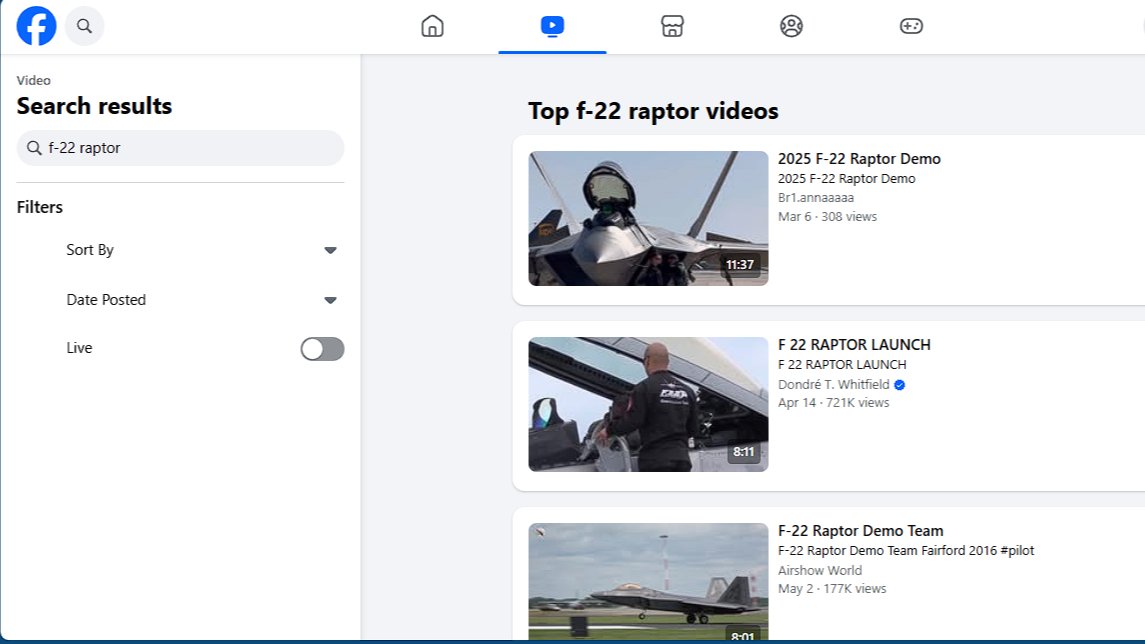 Video
Search results
f-22 raptor
Filters
Sort By
Date Posted
Live
Top f-22 raptor videos
11:37
2025 F-22 Raptor Demo
2025 F-22 Raptor Demo
Br1.annaaaaa
Mar 6 · 308 views
8:11
F 22 RAPTOR LAUNCH
F 22 RAPTOR LAUNCH
Dondré T. Whitfield
Apr 14 · 721K views
8:01
F-22 Raptor Demo Team
F-22 Raptor Demo Team Fairford 2016 #pilot
Airshow World
May 2 · 177K views